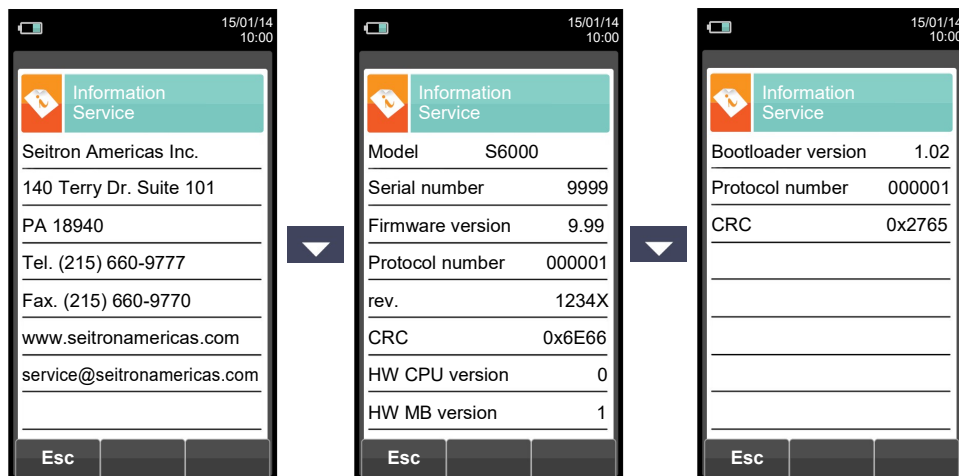 15/01/14
10:00
Information
Service
Seitron Americas Inc.
140 Terry Dr. Suite 101
PA 18940
Tel. (215) 660-9777
Fax. (215) 660-9770
www.seitronamericas.com
service@seitronamericas.com
Esc
15/01/14
10:00
Information
Service
Model S6000
Serial number 9999
Firmware version 9.99
Protocol number 000001
rev. 1234X
CRC 0x6E66
HW CPU version 0
HW MB version 1
Esc
15/01/14
10:00
Information
Service
Bootloader version 1.02
Protocol number 000001
CRC 0x2765
Esc